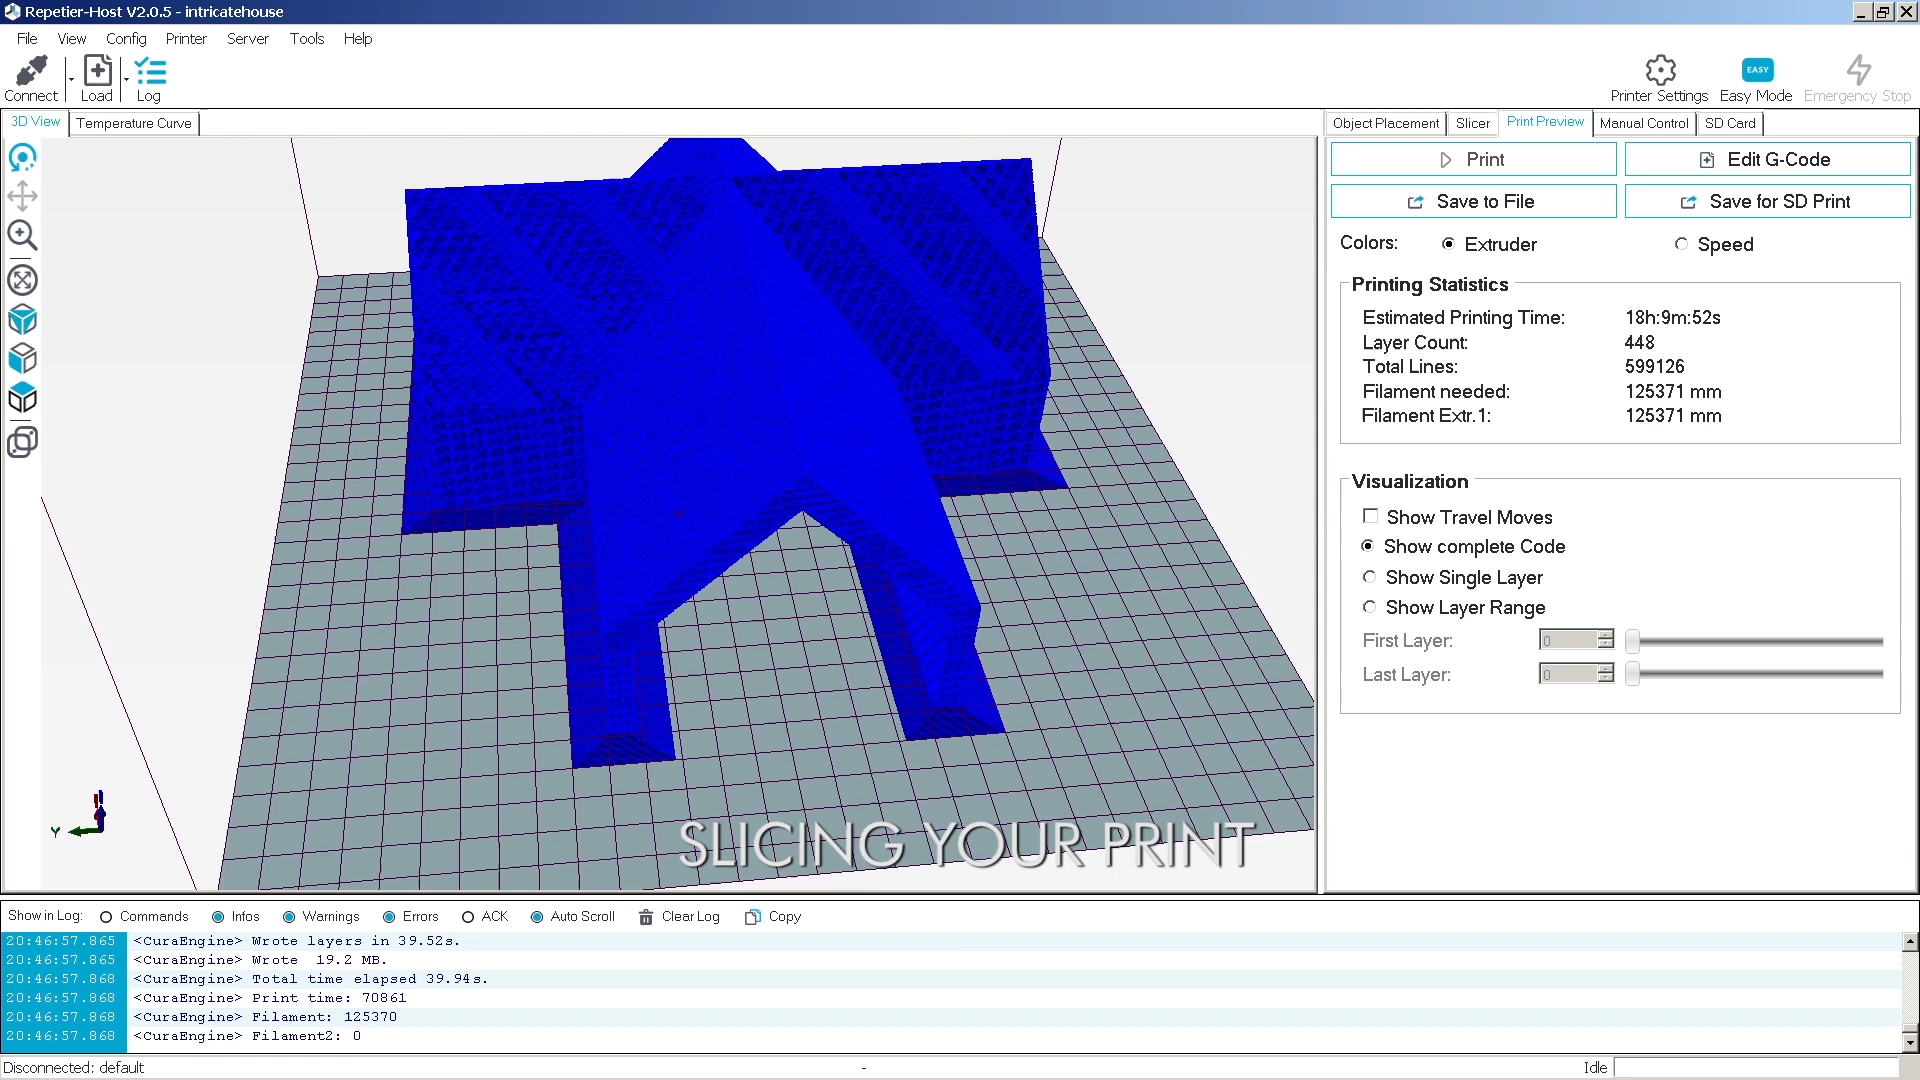 Repetier-Host V2.0.5 - intricatehouse
File View Config Printer Server Tools Help
Connect Load Log Printer Settings EASY Easy Mode Emergency Stop
3D View Temperature Curve Object Placement Slicer Print Preview Manual Control SD Card
Print Edit G-Code
Save to File Save for SD Print
Colors: Extruder Speed
Printing Statistics
Estimated Printing Time: 18h:9m:52s
Layer Count: 448
Total Lines: 599126
Filament needed: 125371 mm
Filament Extr.1: 125371 mm
Visualization
Show Travel Moves
Show complete Code
Show Single Layer
Show Layer Range
First Layer: 0
Last Layer: 0
Y
SLICING YOUR PRINT
Show in Log: Commands Infos Warnings Errors ACK Auto Scroll Clear Log Copy
20:46:57.865 <CuraEngine> Wrote layers in 39.52s.
20:46:57.865 <CuraEngine> Wrote 19.2 MB.
20:46:57.868 <CuraEngine> Total time elapsed 39.94s.
20:46:57.868 <CuraEngine> Print time: 70861
20:46:57.868 <CuraEngine> Filament: 125370
20:46:57.868 <CuraEngine> Filament2: 0
Disconnected: default - Idle